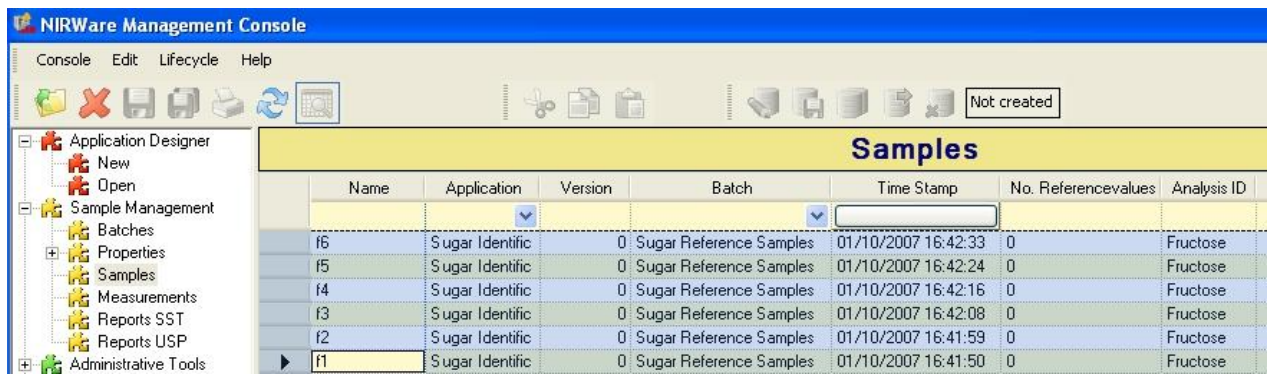 NIRWare Management Console
Console Edit Lifecycle Help
Not created
Application Designer
New
Open
Sample Management
Batches
Properties
Samples
Measurements
Reports SST
Reports USP
Administrative Tools
Samples
Name Application Version Batch Time Stamp No. Referencevalues Analysis ID
f6 Sugar Identific 0 Sugar Reference Samples 01/10/2007 16:42:33 0 Fructose
f5 Sugar Identific 0 Sugar Reference Samples 01/10/2007 16:42:24 0 Fructose
f4 Sugar Identific 0 Sugar Reference Samples 01/10/2007 16:42:16 0 Fructose
f3 Sugar Identific 0 Sugar Reference Samples 01/10/2007 16:42:08 0 Fructose
f2 Sugar Identific 0 Sugar Reference Samples 01/10/2007 16:41:59 0 Fructose
f1 Sugar Identific 0 Sugar Reference Samples 01/10/2007 16:41:50 0 Fructose